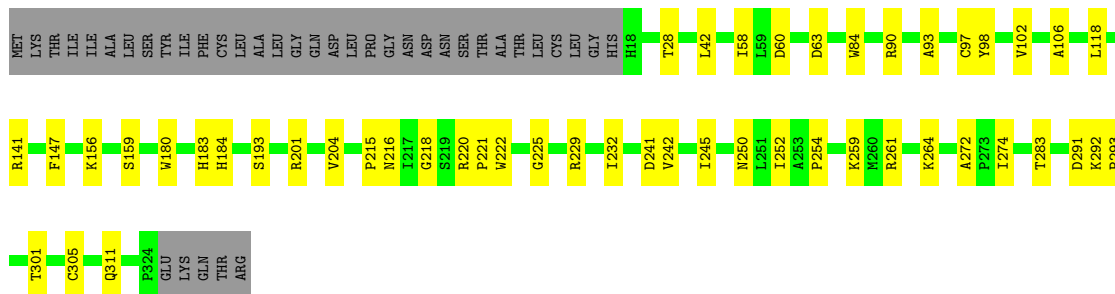 MET LYS THR ILE ILE ALA LEU SER TYR ILE PHE CYS LEU ALA LEU GLY GLN ASP LEU PRO GLY ASN ASP ASN SER THR ALA THR LEU CYS LEU GLY HIS H18 T28 L42 I58 L59 D60 D63 W84 R90 A93 C97 Y98 V102 A106 L118
R141 F147 K156 S159 W180 H183 H184 S193 R201 V204 P215 N216 I217 G218 S219 R220 P221 W222 G225 R229 I232 D241 V242 I245 N250 L251 I252 A253 P254 K259 M260 R261 K264 A272 P273 I274 T283 D291 K292
T301 C305 Q311 P324 GLU LYS GLN THR ARG